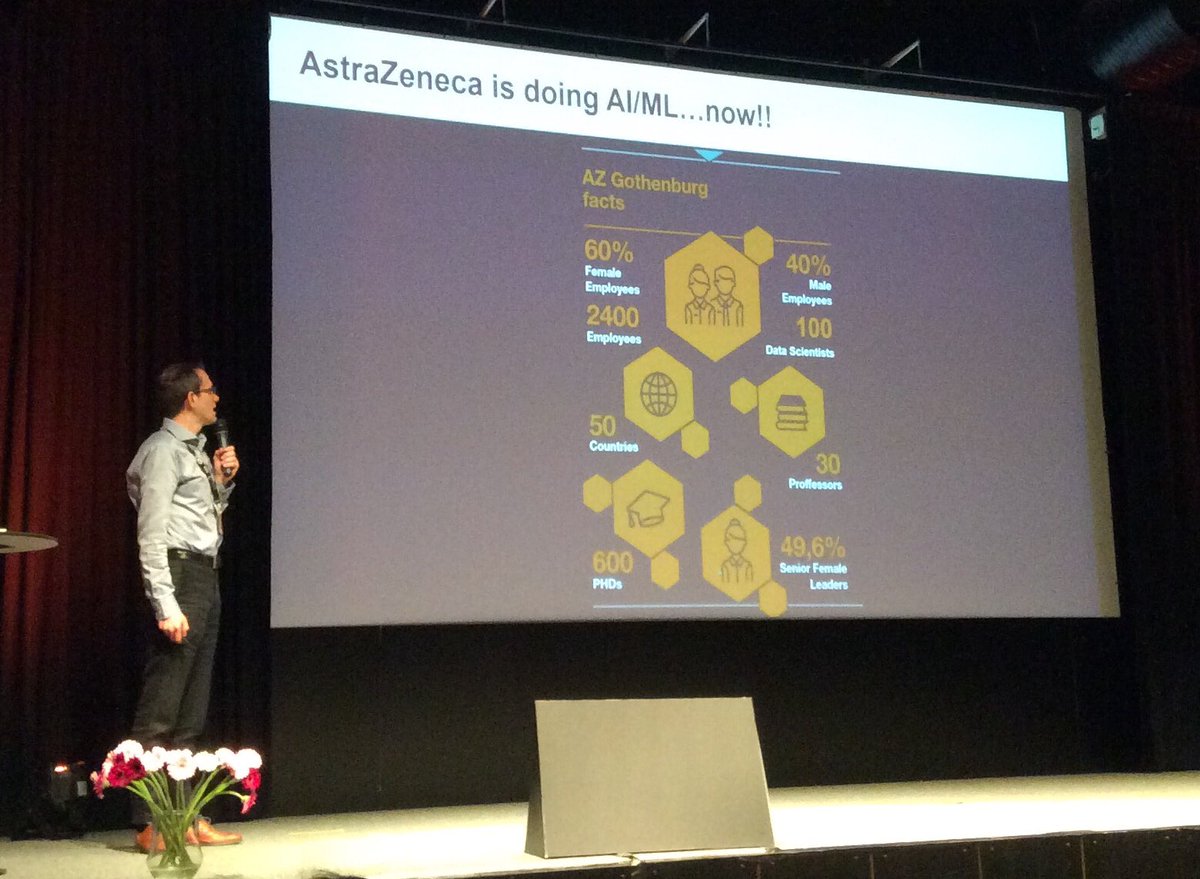 AstraZeneca is doing AI/ML...now!!
AZ Gothenburg
facts
60%
Female
Employees
40%
Male
Employees
2400
Employees
100
Data Scientists
50
Countries
30
Proffessors
600
PHDs
49,6%
Senior Female
Leaders